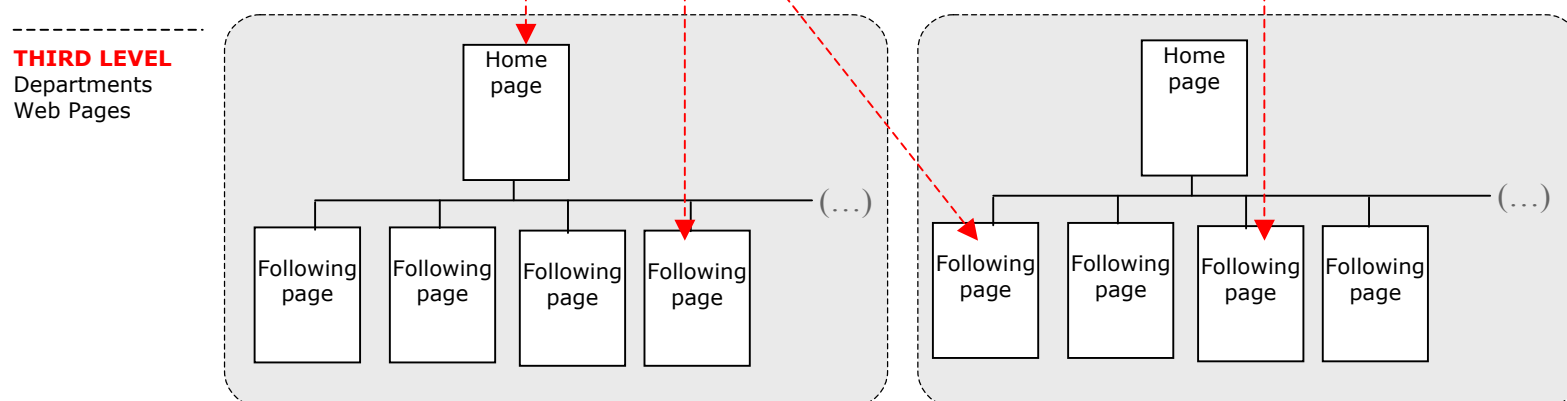 THIRD LEVEL
Departments
Web Pages
Home
page
(...)
Following
page
Following
page
Following
page
Following
page
Home
page
(...)
Following
page
Following
page
Following
page
Following
page